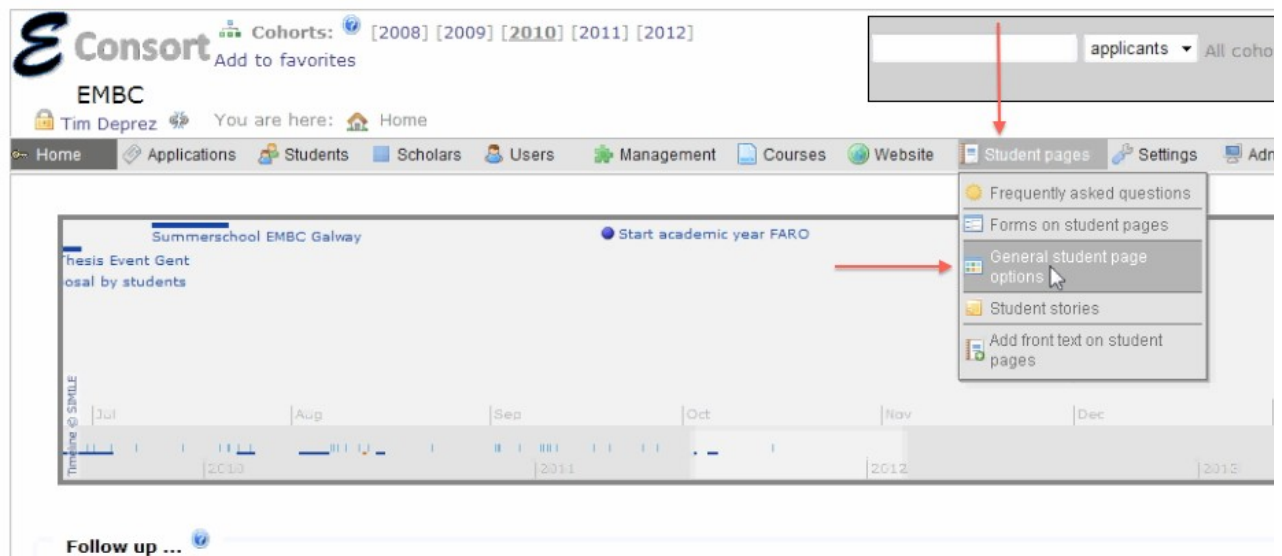 E Consort
Cohorts: [2008] [2009] [2010] [2011] [2012]
Add to favorites
applicants All coho
EMBC
Tim Deprez You are here: Home
Home Applications Students Scholars Users Management Courses Website Student pages Settings Adn
Frequently asked questions
Forms on student pages
General student page
options
Student stories
Add front text on student
pages
Summerschool EMBC Galway
Start academic year FARO
Thesis Event Gent
osal by students
Timeline © SIMILE
Jul Aug Sep Oct Nov Dec
2010 2011 2012 2013
Follow up ...